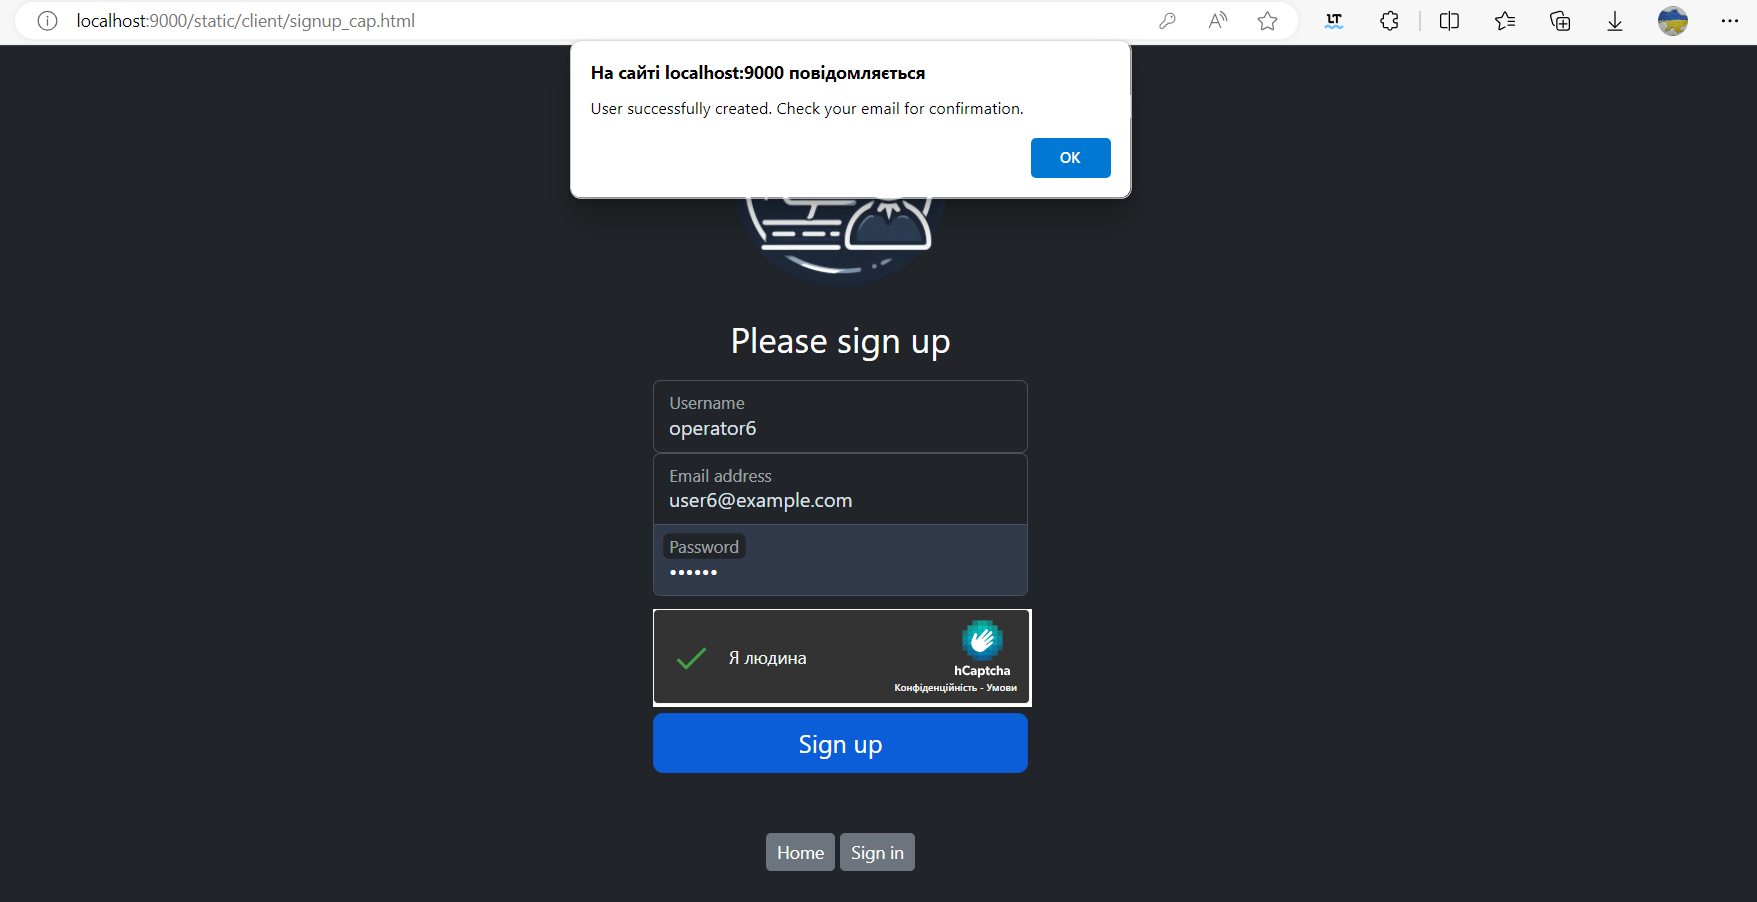 localhost:9000/static/client/signup_cap.html
LT
На сайті localhost:9000 повідомляється
User successfully created. Check your email for confirmation.
OK
Please sign up
Username
operator6
Email address
user6@example.com
Password
••••••
Я людина
hCaptcha
Конфіденційність - Умови
Sign up
Home
Sign in